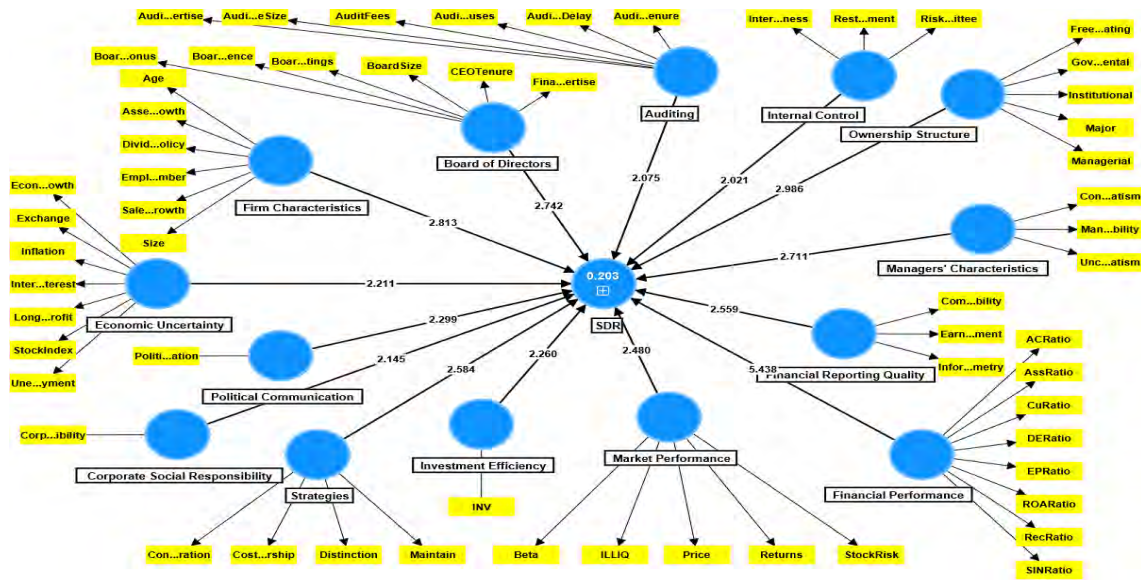 Audi...ertise
Audi...eSize
AuditFees
Audi...uses
Audi...Delay
Audi...enure
Inter...ness
Rest...ment
Risk...ittee
Free...ating
Gov...ental
Institutional
Major
Managerial
Ownership Structure
Internal Control
Auditing
Boar...onus
Boar...ence
Boar...tings
BoardSize
CEOTenure
Fina...ertise
Board of Directors
Age
Asse...owth
Divid...olicy
Empl...mber
Sale...rowth
Size
Firm Characteristics
2.813
2.742
2.075
2.021
2.986
2.711
Con...atism
Man...bility
Unc...atism
Managers' Characteristics
Econ...owth
Exchange
Inflation
Inter...terest
Long...rofit
StockIndex
Une...yment
Economic Uncertainty
2.211
0.203
SDR
2.559
Com...bility
Earn...ment
Infor...metry
Financial Reporting Quality
Politi...ation
Political Communication
2.299
2.145
2.584
2.260
2.480
5.438
Corp...ibility
Corporate Social Responsibility
Strategies
Con...ration
Cost...rship
Distinction
Maintain
Investment Efficiency
INV
Market Performance
Beta
ILLIQ
Price
Returns
StockRisk
Financial Performance
ACRatio
AssRatio
CuRatio
DERatio
EPRatio
ROARatio
RecRatio
SINRatio